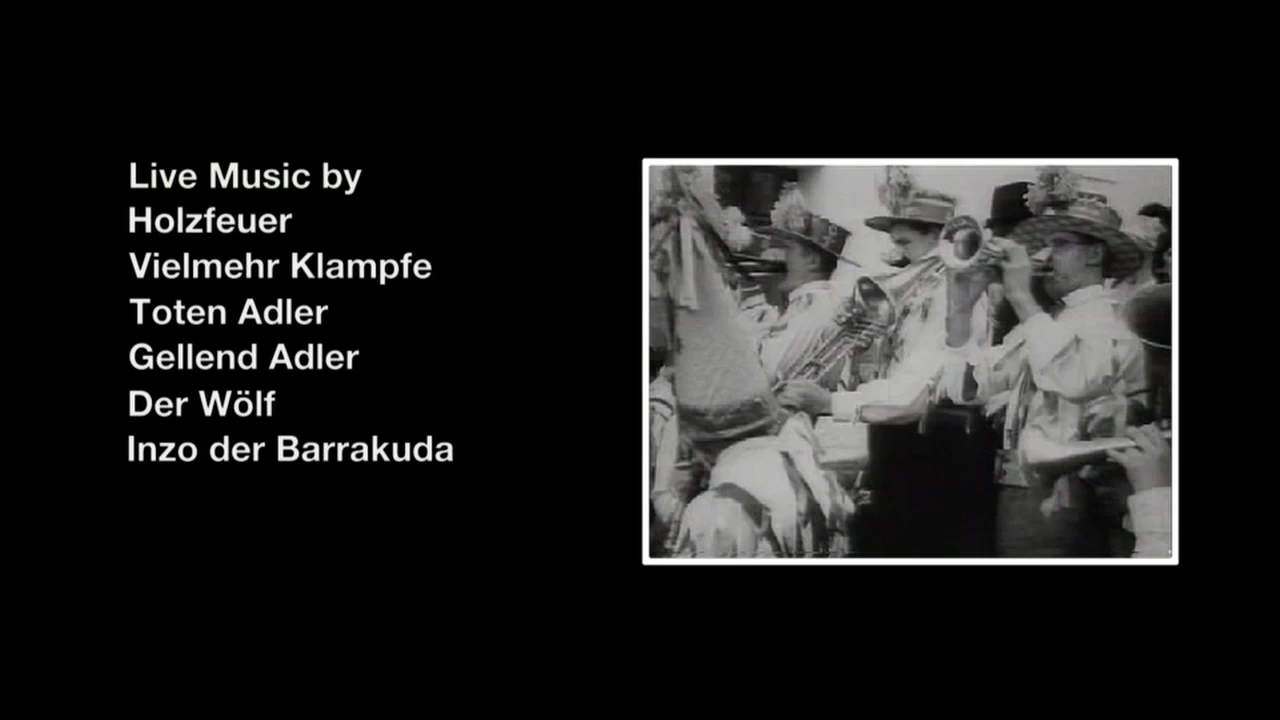 Live Music by
Holzfeuer
Vielmehr Klampfe
Toten Adler
Gellend Adler
Der Wölf
Inzo der Barrakuda